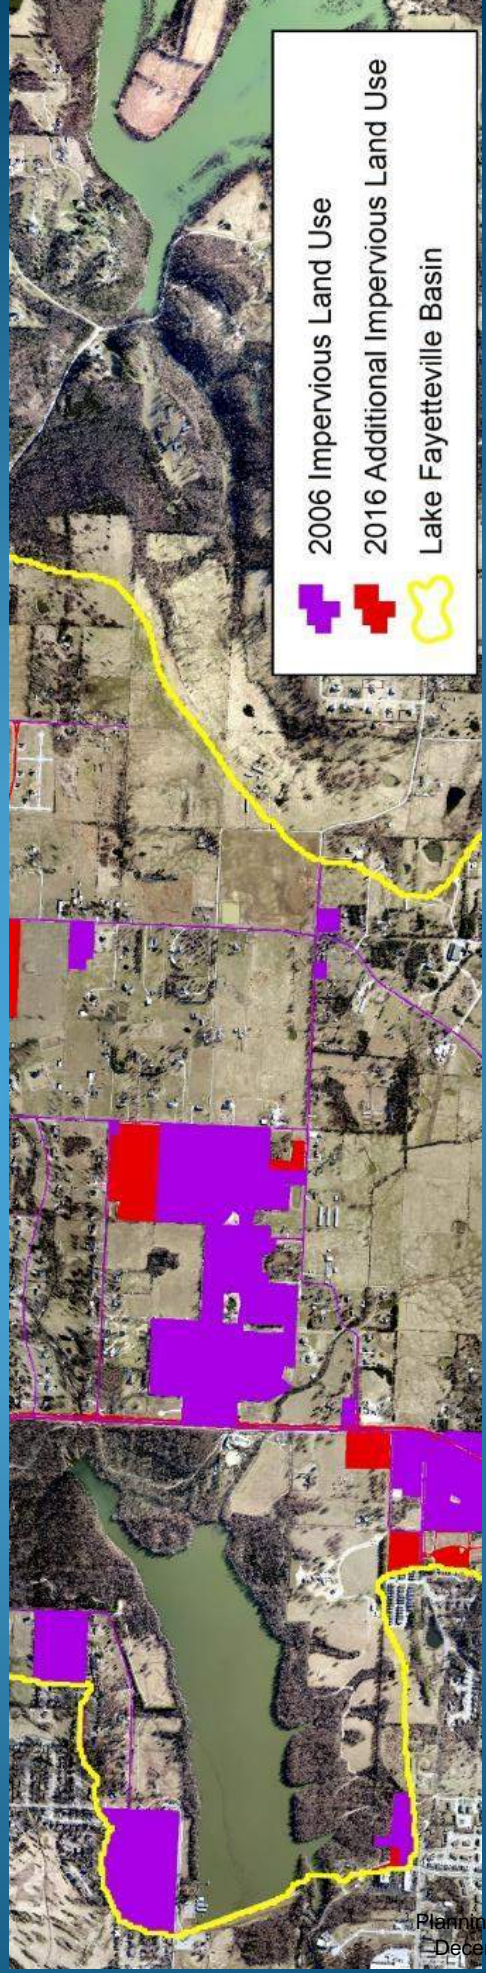 2006 Impervious Land Use
2016 Additional Impervious Land Use
Lake Fayetteville Basin